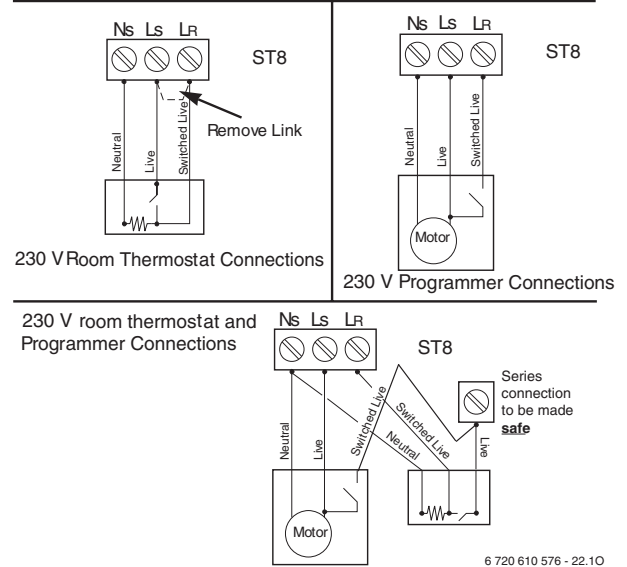 Ns Ls LR
ST8
Neutral
Live
Switched Live
Remove Link
230 V Room Thermostat Connections
Ns Ls LR
ST8
Neutral
Live
Switched Live
Motor
230 V Programmer Connections
230 V room thermostat and
Programmer Connections
Ns Ls LR
ST8
Series
connection
to be made
safe
Neutral
Live
Switched Live
Switched Live
Neutral
Live
Motor
6 720 610 576 - 22.1O